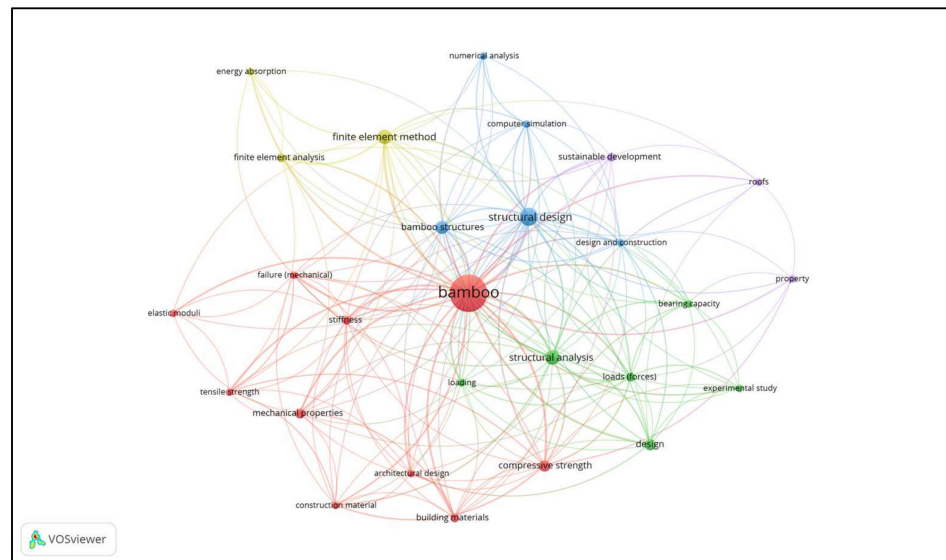 numerical analysis
energy absorption
computer simulation
finite element method
finite element analysis
sustainable development
roofs
structural design
bamboo structures
design and construction
failure (mechanical)
property
bamboo
bearing capacity
elastic moduli
stiffness
structural analysis
loads (forces)
loading
experimental study
tensile strength
mechanical properties
design
compressive strength
architectural design
construction material
building materials
VOSviewer